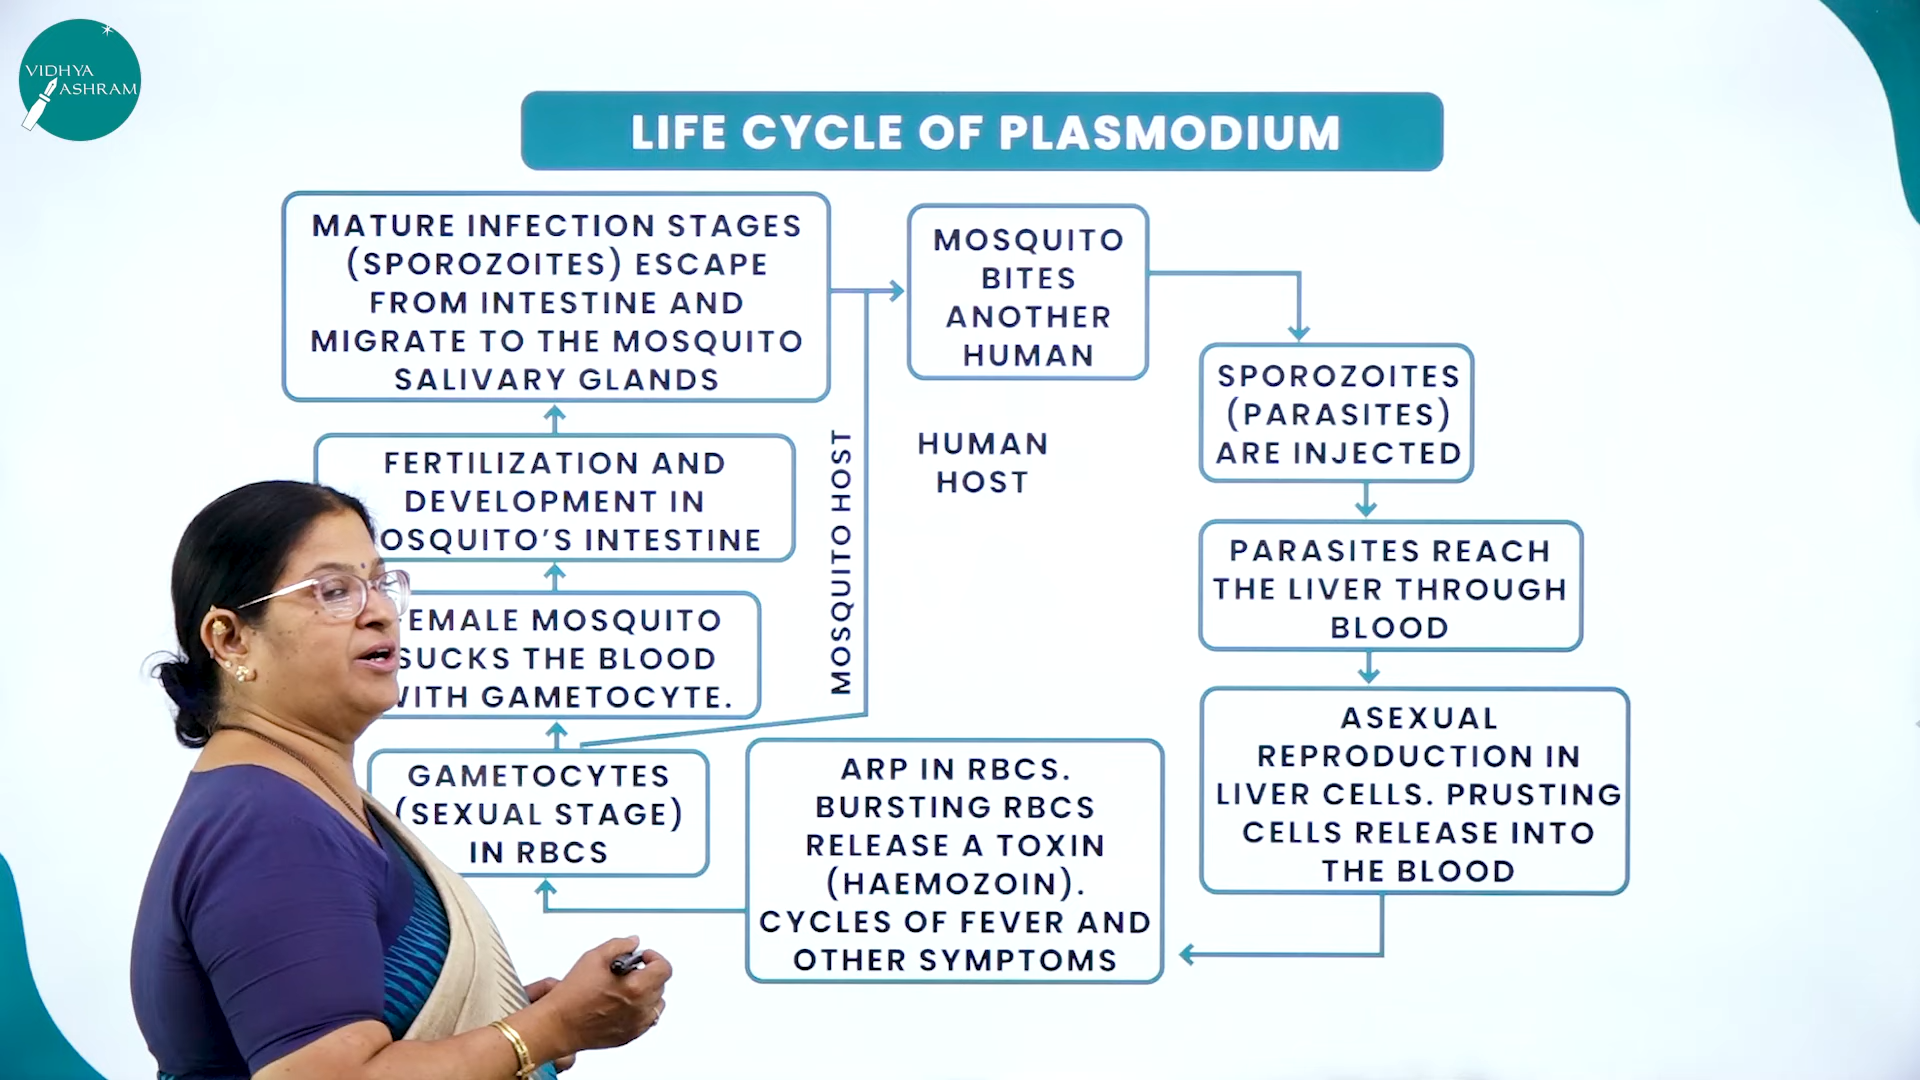 VIDHYA
ASHRAM
LIFE CYCLE OF PLASMODIUM
MATURE INFECTION STAGES
(SPOROZOITES) ESCAPE
FROM INTESTINE AND
MIGRATE TO THE MOSQUITO
SALIVARY GLANDS
MOSQUITO
BITES
ANOTHER
HUMAN
SPOROZOITES
(PARASITES)
ARE INJECTED
PARASITES REACH
THE LIVER THROUGH
BLOOD
ASEXUAL
REPRODUCTION IN
LIVER CELLS. PRUSTING
CELLS RELEASE INTO
THE BLOOD
ARP IN RBCS.
BURSTING RBCS
RELEASE A TOXIN
(HAEMOZOIN).
CYCLES OF FEVER AND
OTHER SYMPTOMS
GAMETOCYTES
(SEXUAL STAGE)
IN RBCS
EMALE MOSQUITO
SUCKS THE BLOOD
WITH GAMETOCYTE.
FERTILIZATION AND
DEVELOPMENT IN
OSQUITO'S INTESTINE
MOSQUITO HOST
HUMAN
HOST